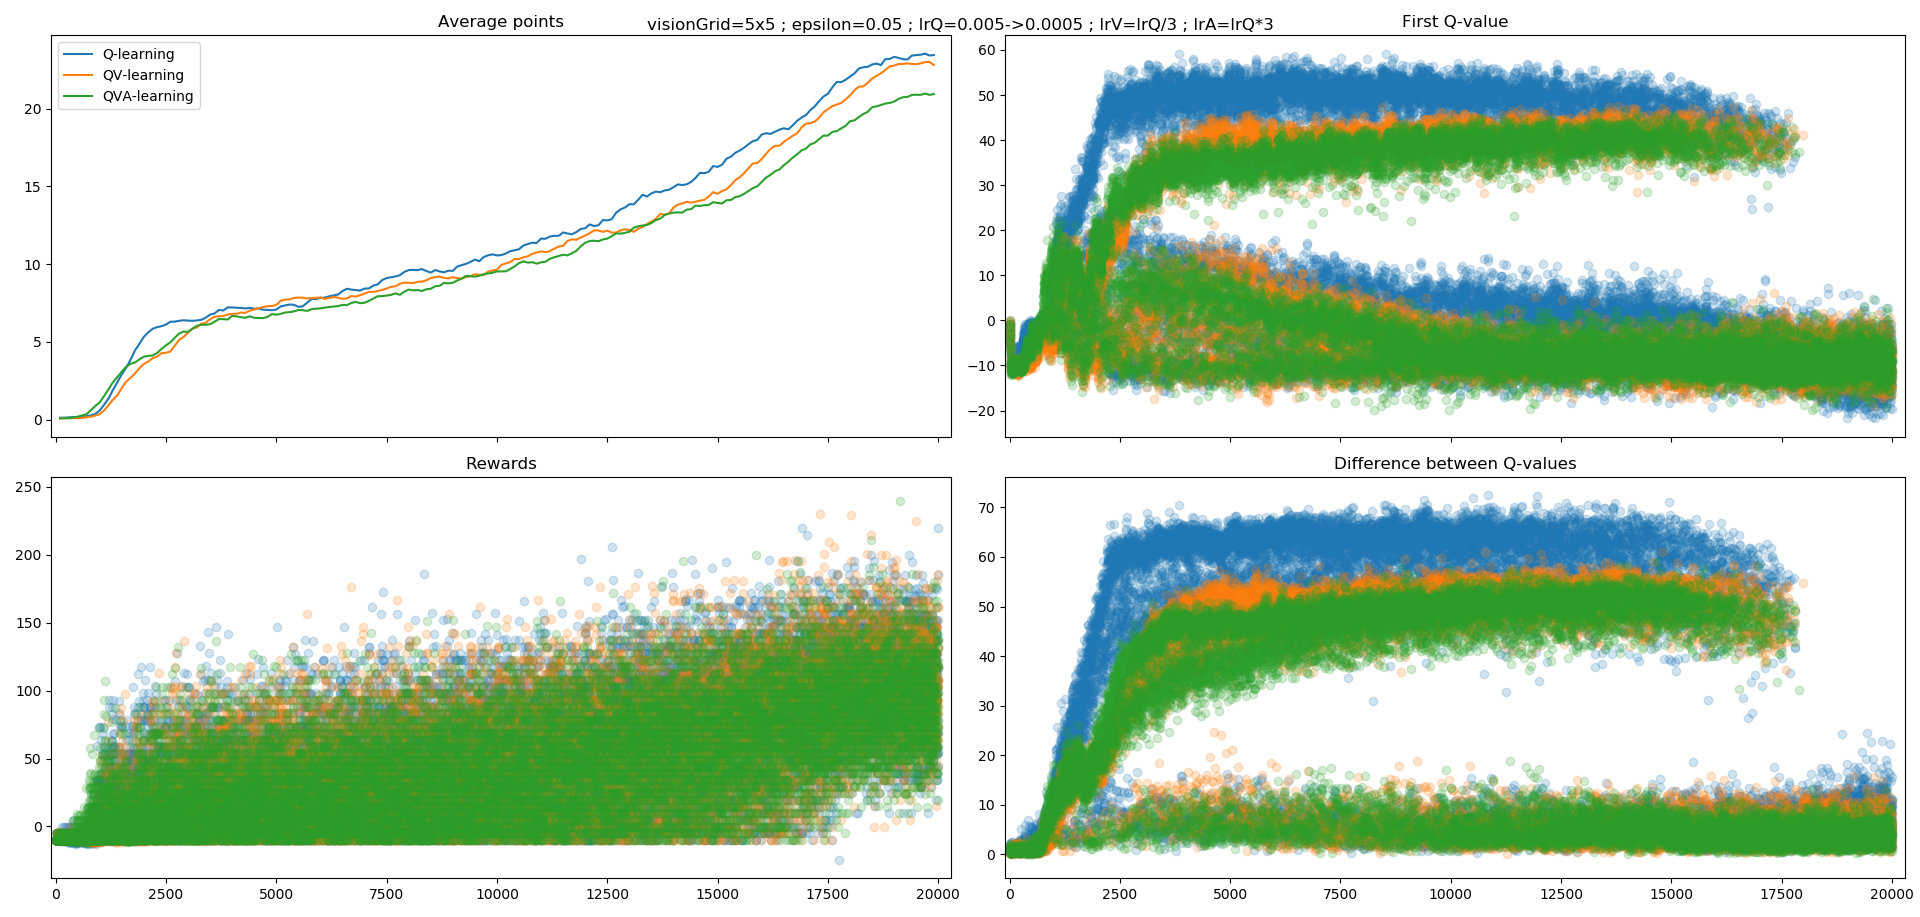 visionGrid=5x5 ; epsilon=0.05 ; lrQ=0.005->0.0005 ; lrV=lrQ/3 ; lrA=lrQ*3
Average points
Q-learning
QV-learning
QVA-learning
20
15
10
5
0
First Q-value
60
50
40
30
20
10
0
−10
−20
Rewards
250
200
150
100
50
0
0 2500 5000 7500 10000 12500 15000 17500 20000
Difference between Q-values
70
60
50
40
30
20
10
0
0 2500 5000 7500 10000 12500 15000 17500 20000